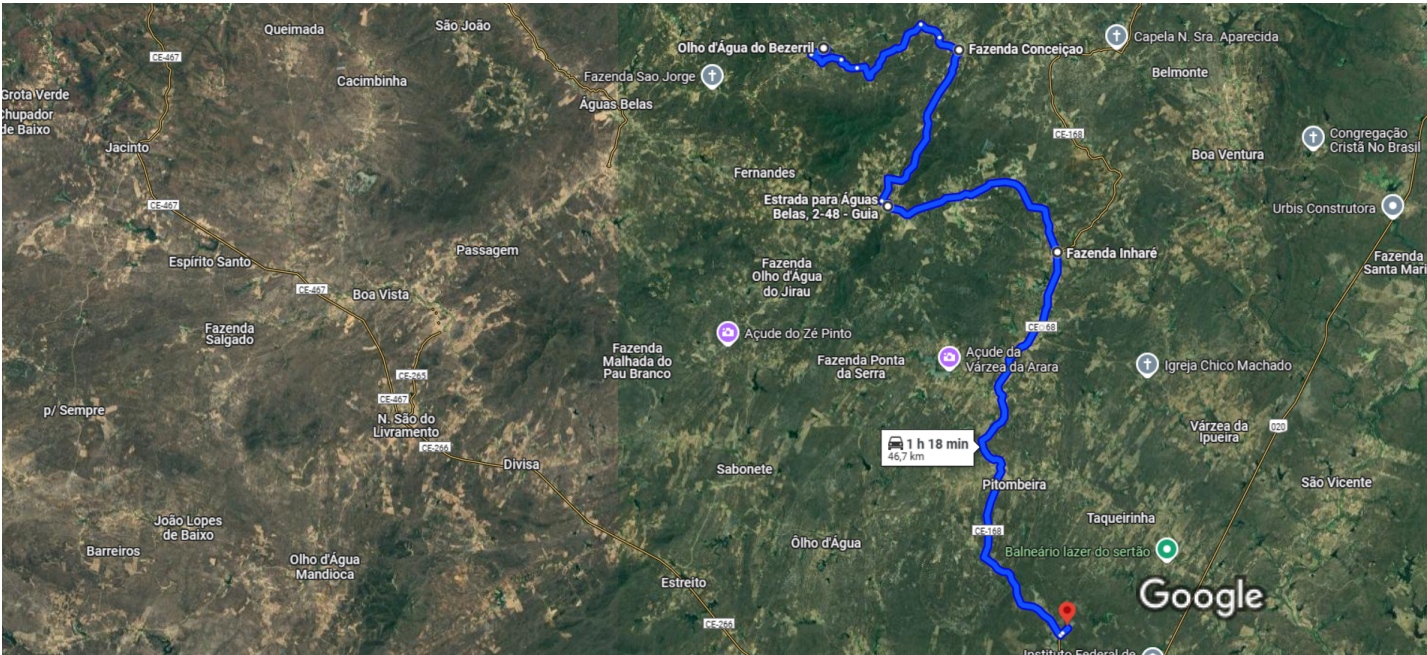 São João
Queimada
CE-467
Olho d'Água do Bezerril
Fazenda Conceiçao
Capela N. Sra. Aparecida
Cacimbinha
Fazenda Sao Jorge
Belmonte
Grota Verde
Chupador
de Baixo
Águas Belas
CE-168
Congregação
Cristã No Brasil
Jacinto
Boa Ventura
Fernandes
CE-467
Estrada para Águas
Belas, 2-48 - Guia
Urbis Construtora
Passagem
Fazenda Inharé
Espírito Santo
Fazenda
Olho d'Água
do Jirau
Fazenda
Santa Mari
CE-467
Boa Vista
Fazenda
Salgado
Açude do Zé Pinto
Fazenda
Malhada do
Pau Branco
Fazenda Ponta
da Serra
Açude da
Várzea da Arara
Igreja Chico Machado
CE-265
CE-467
p/ Sempre
N. São do
Livramento
CE-266
1 h 18 min
46,7 km
Várzea da
Ipueira
020
Divisa
Sabonete
Pitombeira
São Vicente
João Lopes
de Baixo
Taqueirinha
CE-168
Barreiros
Ôlho d'Água
Balneário lazer do sertão
Olho d'Água
Mandioca
Estreito
Google
CE-266
Instituto Federal de